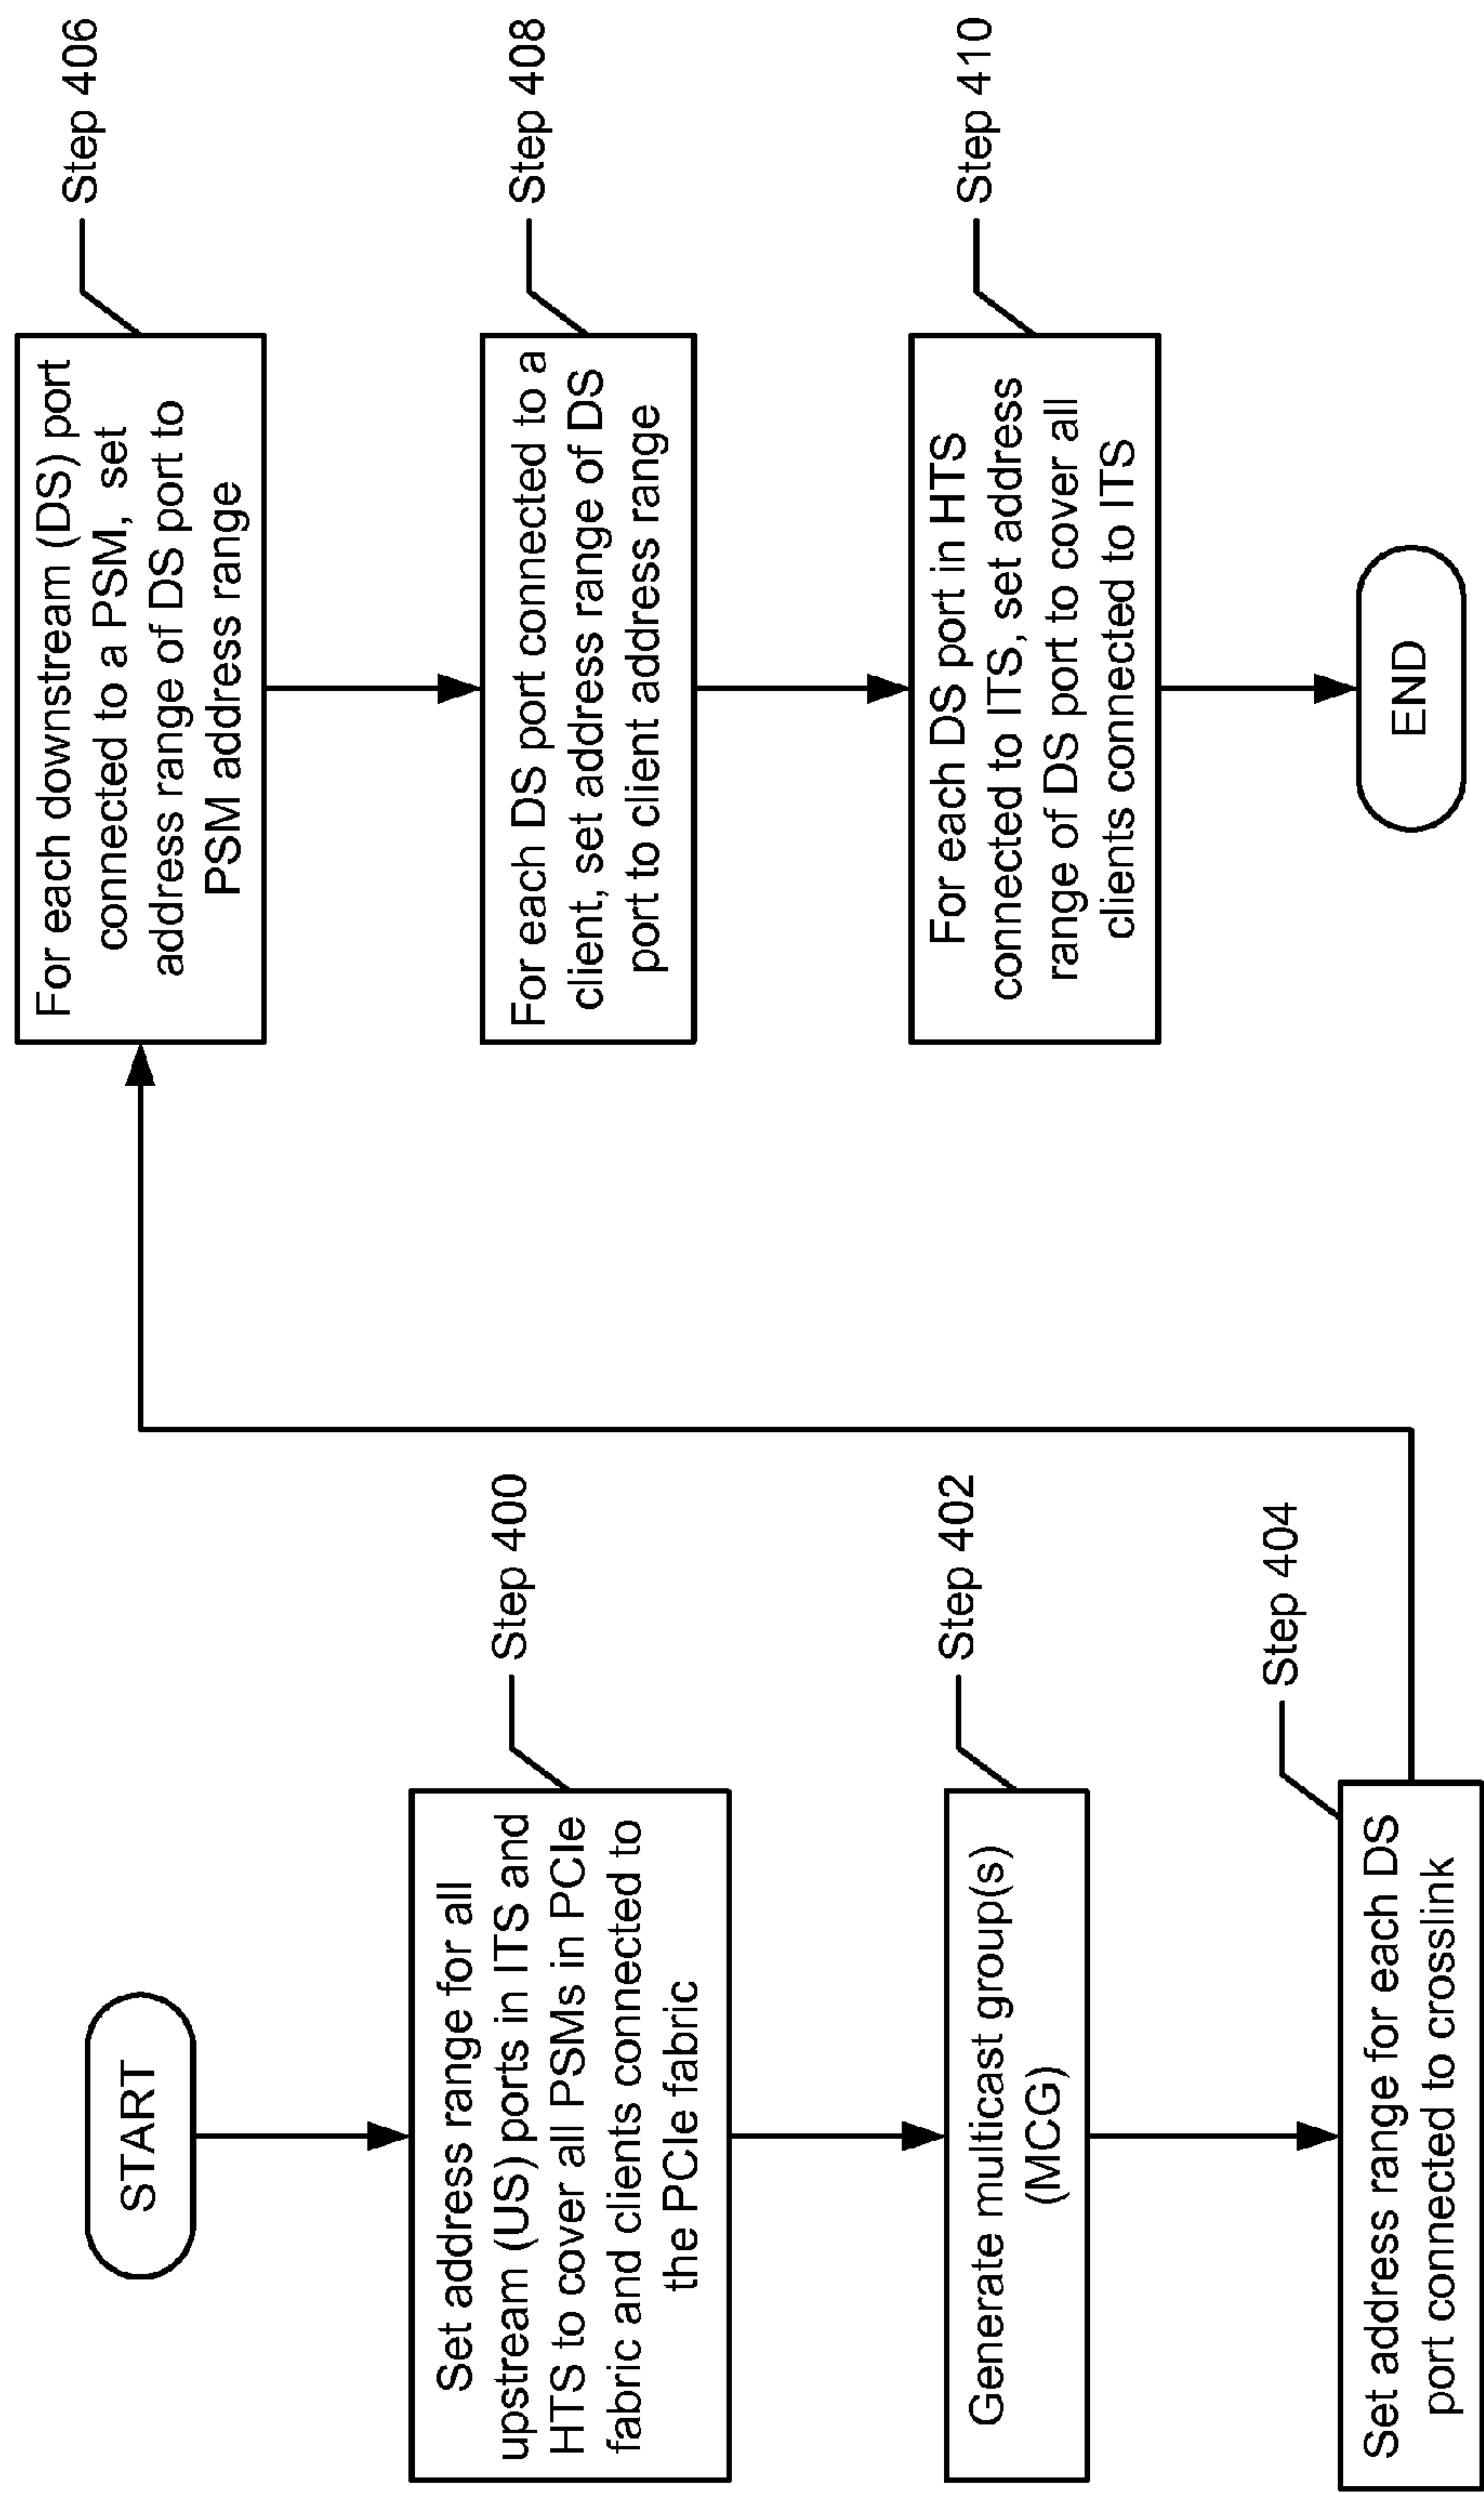 START
Set address range for all
upstream (US) ports in ITS and
HTS to cover all PSMs in PCIe
fabric and clients connected to
the PCIe fabric
Step 400
Generate multicast group(s)
(MCG)
Step 402
Set address range for each DS
port connected to crosslink
Step 404
For each downstream (DS) port
connected to a PSM, set
address range of DS port to
PSM address range
Step 406
For each DS port connected to a
client, set address range of DS
port to client address range
Step 408
For each DS port in HTS
connected to ITS, set address
range of DS port to cover all
clients connected to ITS
Step 410
END